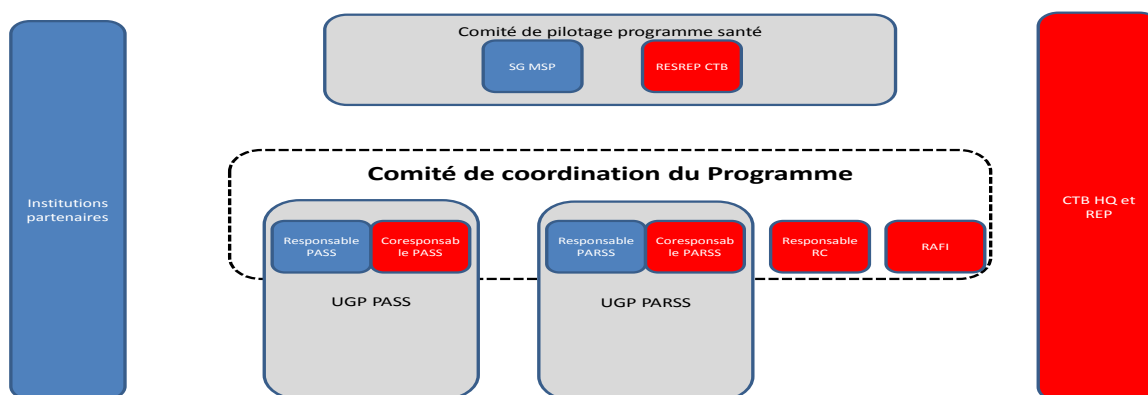 Comité de pilotage programme santé
SG MSP
RESREP CTB
Institutions
partenaires
Comité de coordination du Programme
CTB HQ et
REP
Responsable
PASS
Coresponsab
le PASS
Responsable
PARSS
Coresponsab
le PARSS
Responsable
RC
RAFI
UGP PASS
UGP PARSS